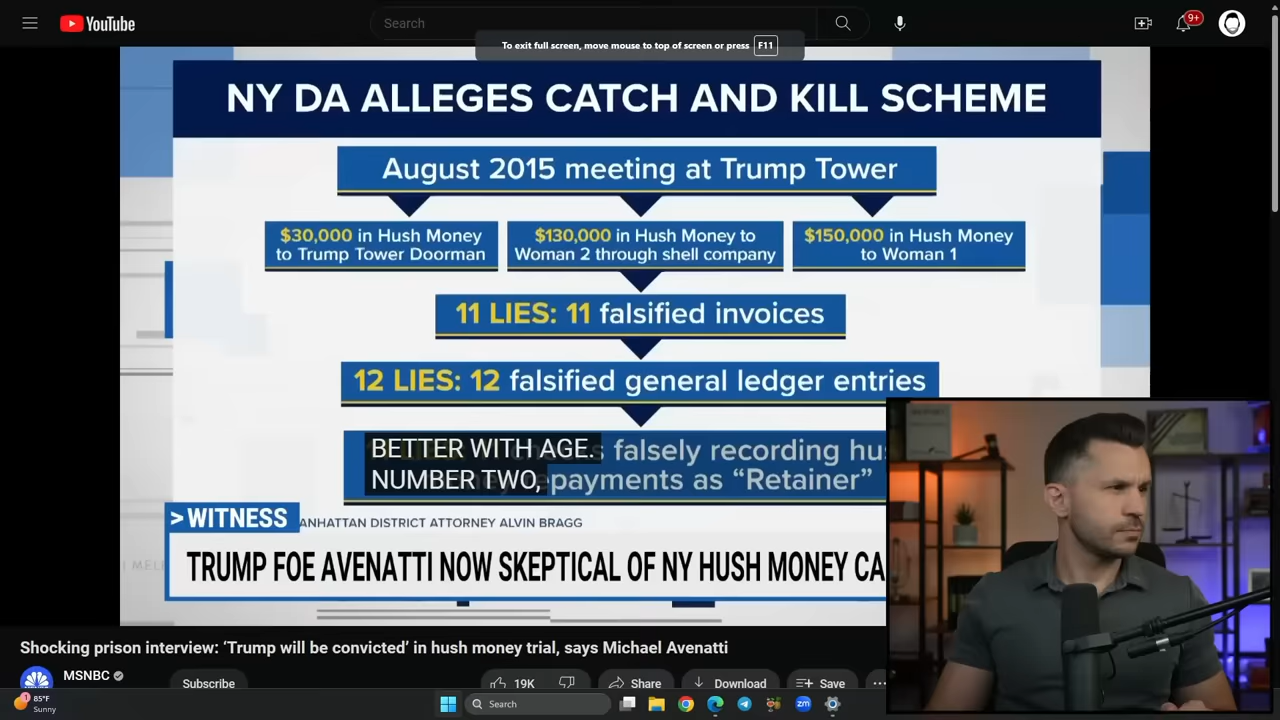 YouTube
Search
9+
To exit full screen, move mouse to top of screen or press F11
NY DA ALLEGES CATCH AND KILL SCHEME
August 2015 meeting at Trump Tower
$30,000 in Hush Money
to Trump Tower Doorman
$130,000 in Hush Money to
Woman 2 through shell company
$150,000 in Hush Money
to Woman 1
11 LIES: 11 falsified invoices
12 LIES: 12 falsified general ledger entries
falsely recording hu
payments as “Retainer”
BETTER WITH AGE.
NUMBER TWO,
>WITNESS
ANHATTAN DISTRICT ATTORNEY ALVIN BRAGG
TRUMP FOE AVENATTI NOW SKEPTICAL OF NY HUSH MONEY CA
Shocking prison interview: ‘Trump will be convicted’ in hush money trial, says Michael Avenatti
MSNBC
Subscribe
19K
Share
Download
Save
1
85°F
Sunny
Search
zm